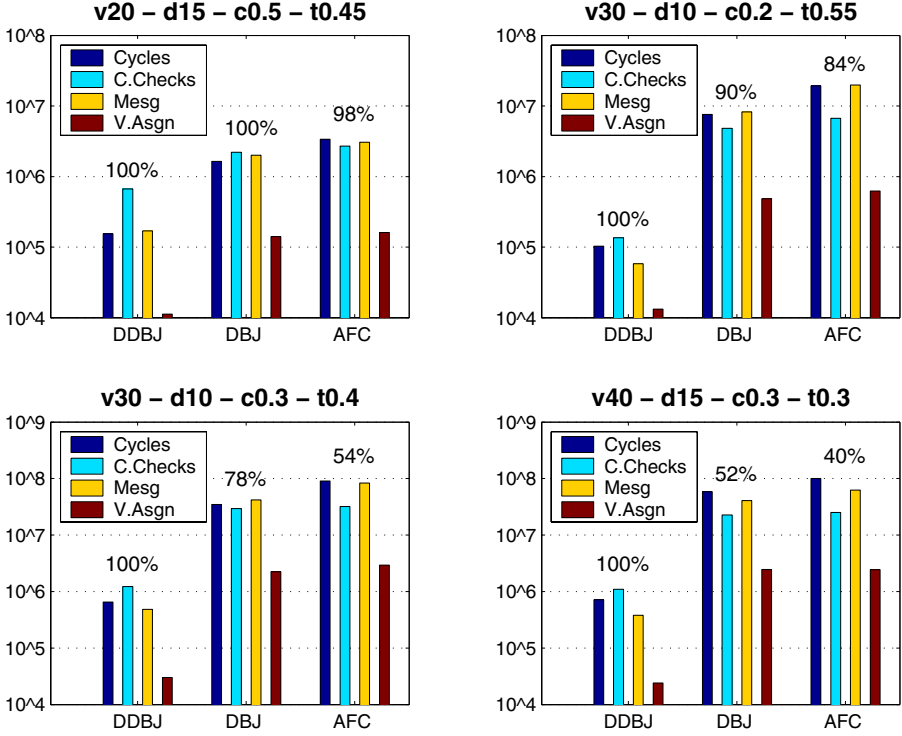 v20 – d15 – c0.5 – t0.45
10^8
10^7
10^6
10^5
10^4
Cycles
C.Checks
Mesg
V.Asgn
100%
100%
98%
DDBJ
DBJ
AFC
v30 – d10 – c0.2 – t0.55
10^8
10^7
10^6
10^5
10^4
Cycles
C.Checks
Mesg
V.Asgn
100%
90%
84%
DDBJ
DBJ
AFC
v30 – d10 – c0.3 – t0.4
10^9
10^8
10^7
10^6
10^5
10^4
Cycles
C.Checks
Mesg
V.Asgn
100%
78%
54%
DDBJ
DBJ
AFC
v40 – d15 – c0.3 – t0.3
10^9
10^8
10^7
10^6
10^5
10^4
Cycles
C.Checks
Mesg
V.Asgn
100%
52%
40%
DDBJ
DBJ
AFC